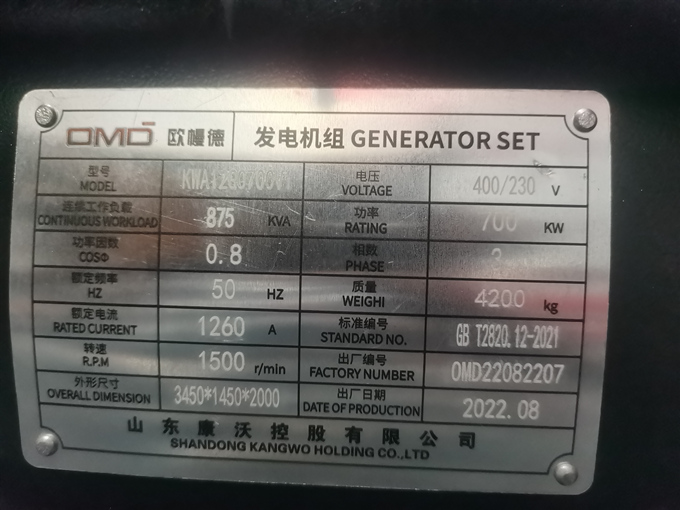 OMD 欧幔德 发电机组 GENERATOR SET
型号 电压 400/230 V
MODEL VOLTAGE
连续工作负载 875 KVA 功率 700 KW
CONTINUOUS WORKLOAD RATING
功率因数 0.8 相数
COSΦ PHASE
额定频率 50 HZ 质量 4200 kg
HZ WEIGHI
额定电流 1260 A 标准编号 GB T2820.12-2021
RATED CURRENT STANDARD NO.
转速 1500 r/min 出厂编号 OMD22082207
R.P.M FACTORY NUMBER
外形尺寸 3450*1450*2000 出厂日期 2022.08
OVERALL DIMENSION DATE OF PRODUCTION
山东康沃控股有限公司
SHANDONG KANGWO HOLDING CO.,LTD